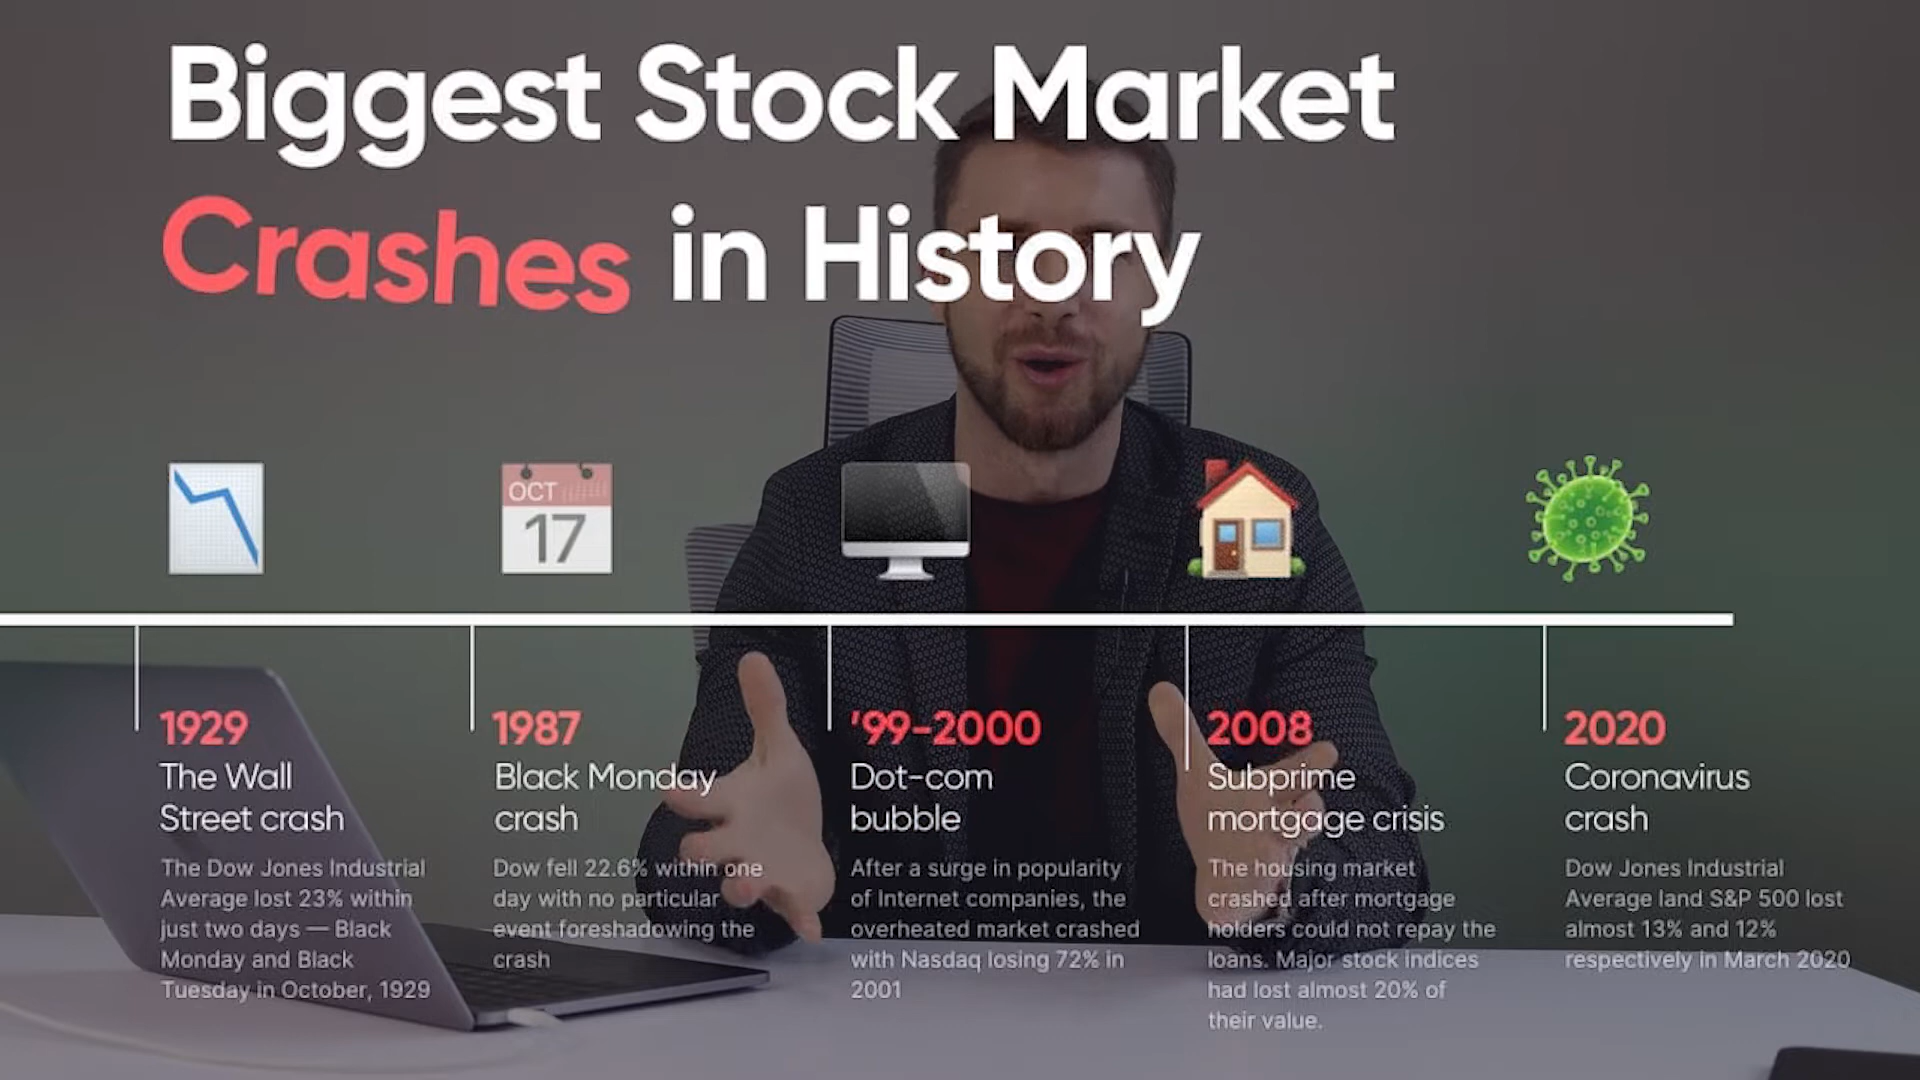 Biggest Stock Market
Crashes in History
OCT
17
1929
The Wall
Street crash
The Dow Jones Industrial
Average lost 23% within
just two days — Black
Monday and Black
Tuesday in October, 1929
1987
Black Monday
crash
Dow fell 22.6% within one
day with no particular
event foreshadowing the
crash
'99-2000
Dot-com
bubble
After a surge in popularity
of Internet companies, the
overheated market crashed
with Nasdaq losing 72% in
2001
2008
Subprime
mortgage crisis
The housing market
crashed after mortgage
holders could not repay the
loans. Major stock indices
had lost almost 20% of
their value.
2020
Coronavirus
crash
Dow Jones Industrial
Average land S&P 500 lost
almost 13% and 12%
respectively in March 2020